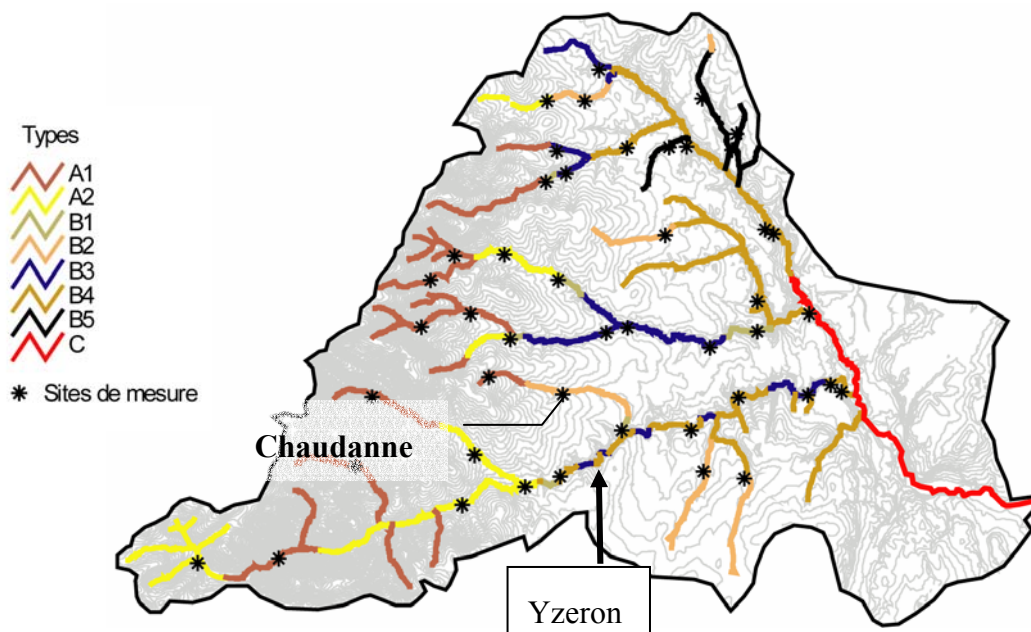 Types
A1
A2
B1
B2
B3
B4
B5
C
Sites de mesure
Chaudanne
Yzeron